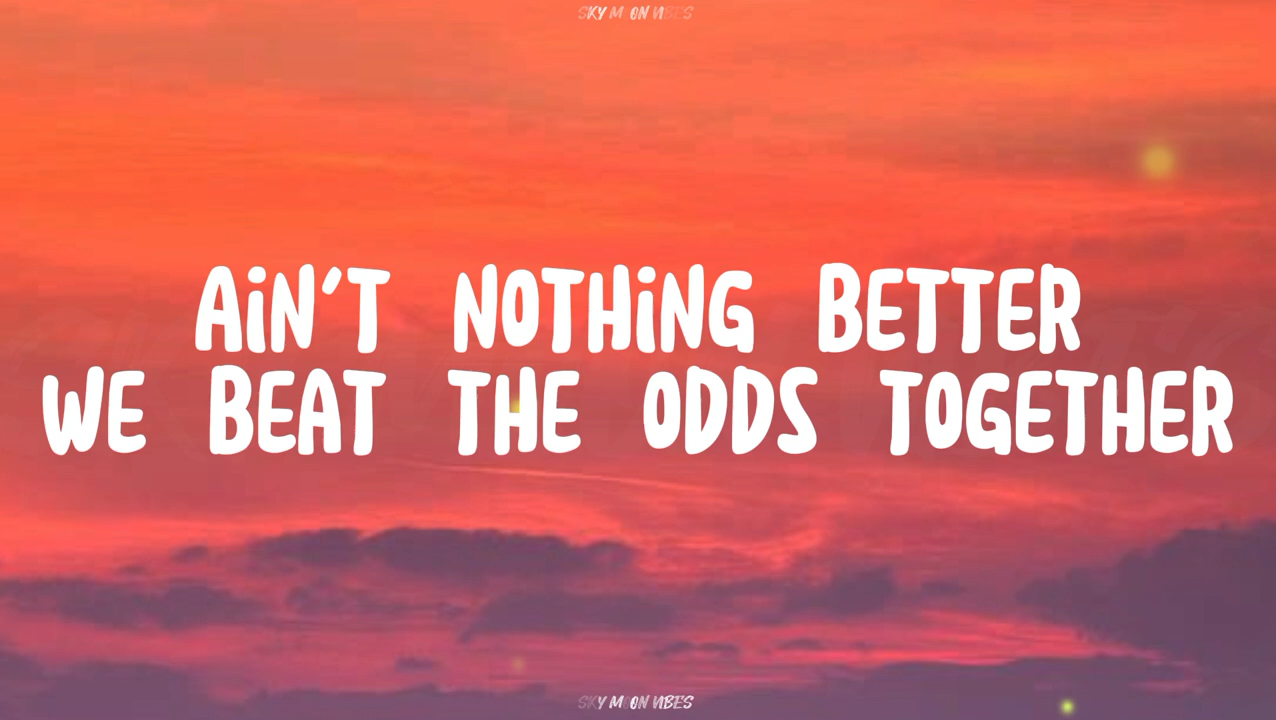 SKY MOON VIBES
AiN'T NOTHiNG BETTER
WE BEAT THE ODDS TOGETHER
SKY MOON VIBES